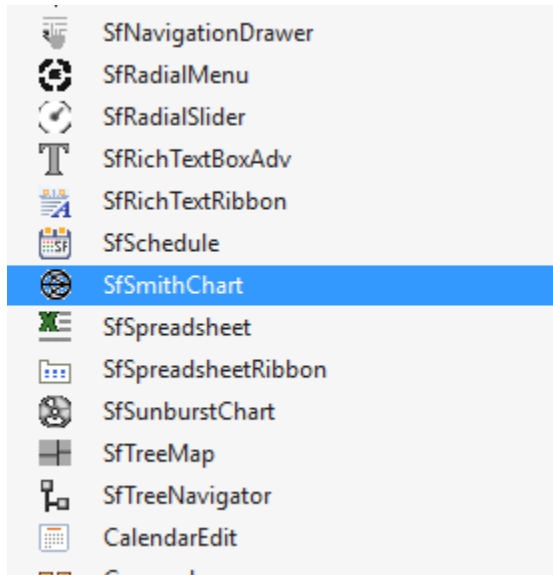 SfNavigationDrawer
SfRadialMenu
SfRadialSlider
SfRichTextBoxAdv
SfRichTextRibbon
SfSchedule
SfSmithChart
SfSpreadsheet
SfSpreadsheetRibbon
SfSunburstChart
SfTreeMap
SfTreeNavigator
CalendarEdit